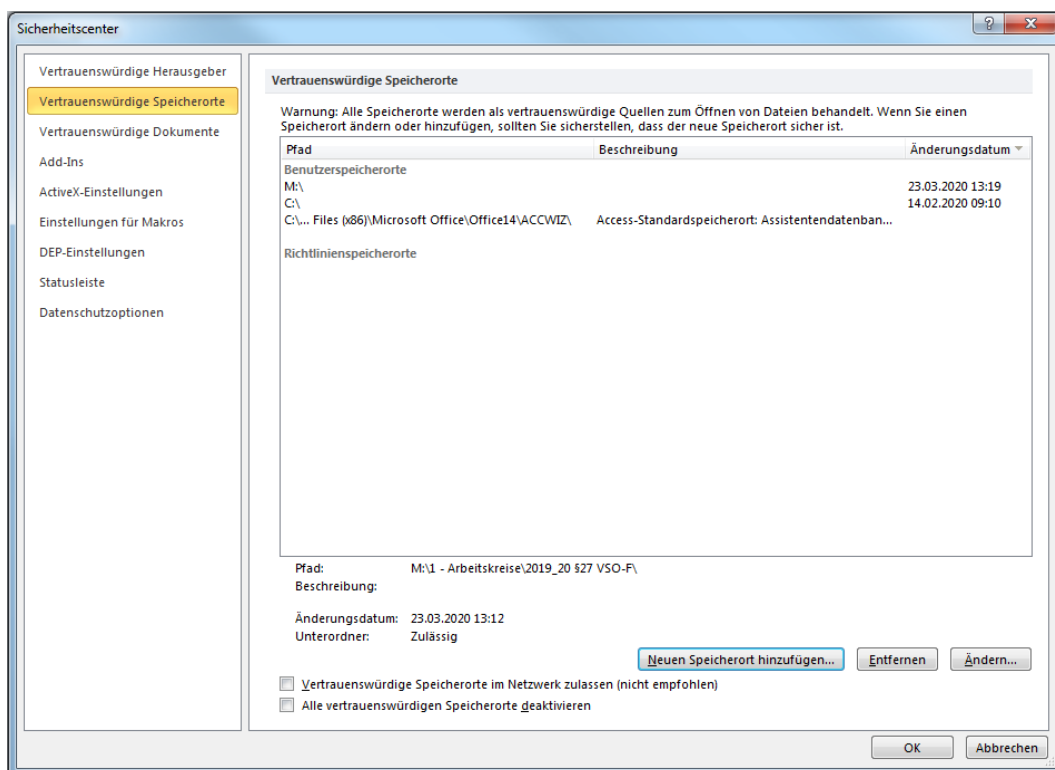 Sicherheitscenter
Vertrauenswürdige Herausgeber
Vertrauenswürdige Speicherorte
Vertrauenswürdige Dokumente
Add-Ins
ActiveX-Einstellungen
Einstellungen für Makros
DEP-Einstellungen
Statusleiste
Datenschutzoptionen
Vertrauenswürdige Speicherorte
Warnung: Alle Speicherorte werden als vertrauenswürdige Quellen zum Öffnen von Dateien behandelt. Wenn Sie einen
Speicherort ändern oder hinzufügen, sollten Sie sicherstellen, dass der neue Speicherort sicher ist.
Pfad Beschreibung Änderungsdatum
Benutzerspeicherorte
M:\ 23.03.2020 13:19
C:\ 14.02.2020 09:10
C:\... Files (x86)\Microsoft Office\Office14\ACCWIZ\ Access-Standardspeicherort: Assistentendatenban...
Richtlinienspeicherorte
Pfad: M:\1 - Arbeitskreise\2019_20 §27 VSO-F\
Beschreibung:
Änderungsdatum: 23.03.2020 13:12
Unterordner: Zulässig
Neuen Speicherort hinzufügen... Entfernen Ändern...
Vertrauenswürdige Speicherorte im Netzwerk zulassen (nicht empfohlen)
Alle vertrauenswürdigen Speicherorte deaktivieren
OK Abbrechen